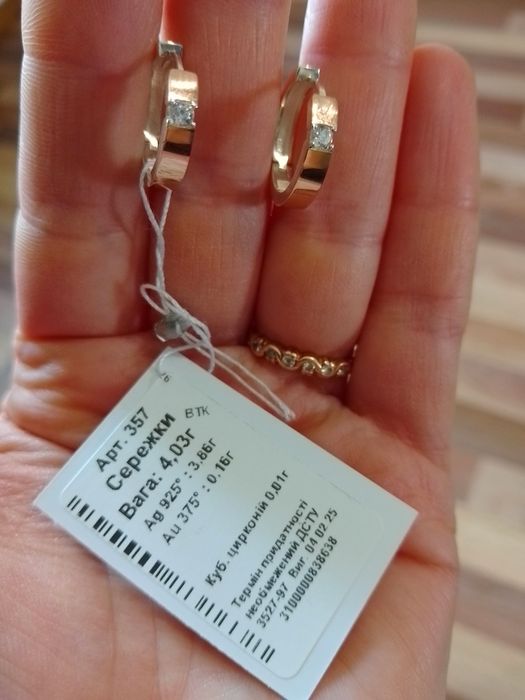 Арт. 357
Сережки
ВТК
Вага: 4,03г
Ag 925° : 3.86г
Au 375° : 0.16г
Куб. цирконій 0,01г
Термін придатності
необмежений ДСТУ
3527-97 Виг. 04 02 25
3100000838638